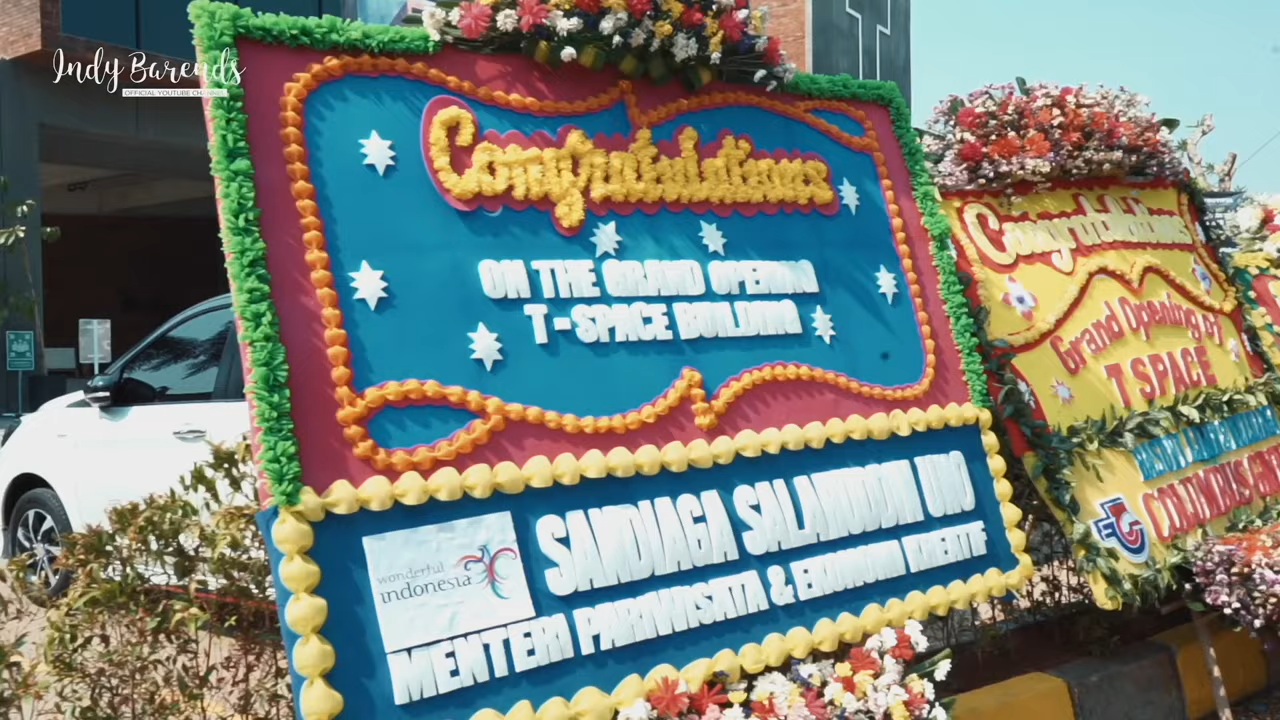 Indy Barends
OFFICIAL YOUTUBE CHANNEL
Congratulations
ON THE GRAND OPENING
T-SPACE BUILDING
wonderful
indonesia
SANDIAGA SALAHUDDIN UNO
MENTERI PARIWISATA & EKONOMI KREATIF
Congratulations
Grand Opening of
T SPACE
COLUMBUS